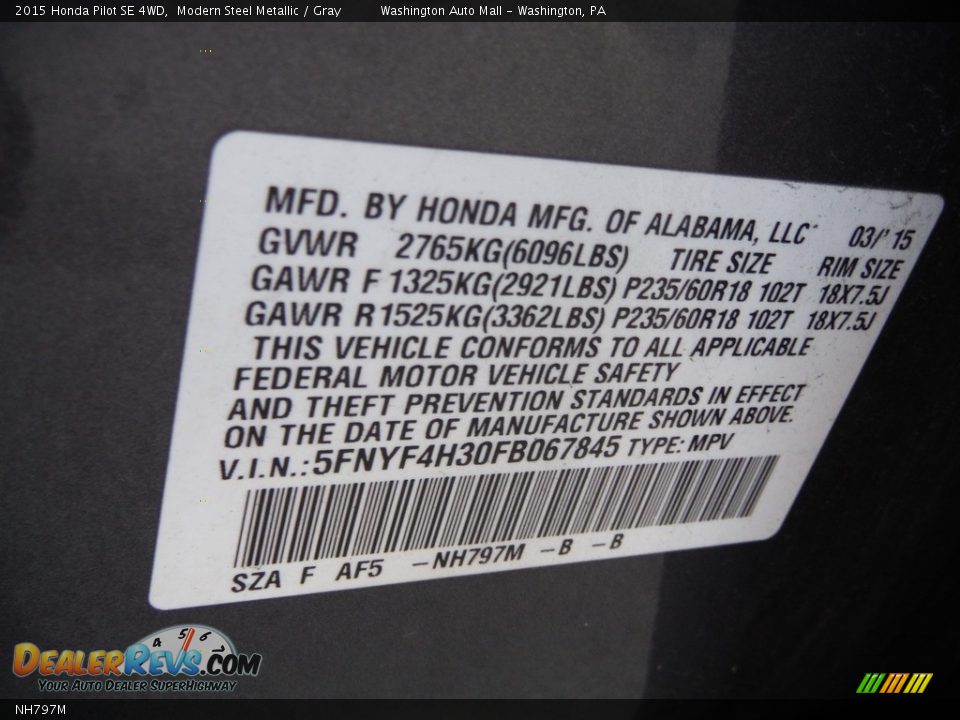 2015 Honda Pilot SE 4WD, Modern Steel Metallic / Gray Washington Auto Mall - Washington, PA
MFD. BY HONDA MFG. OF ALABAMA, LLC 03/'15
GVWR 2765KG(6096LBS) TIRE SIZE RIM SIZE
GAWR F 1325KG(2921LBS) P235/60R18 102T 18X7.5J
GAWR R 1525KG(3362LBS) P235/60R18 102T 18X7.5J
THIS VEHICLE CONFORMS TO ALL APPLICABLE
FEDERAL MOTOR VEHICLE SAFETY
AND THEFT PREVENTION STANDARDS IN EFFECT
ON THE DATE OF MANUFACTURE SHOWN ABOVE.
V.I.N.: 5FNYF4H30FB067845 TYPE: MPV
SZA F AF5 -NH797M -B -B
4 5 6
DEALERREVS.COM
YOUR AUTO DEALER SUPERHIGHWAY
NH797M